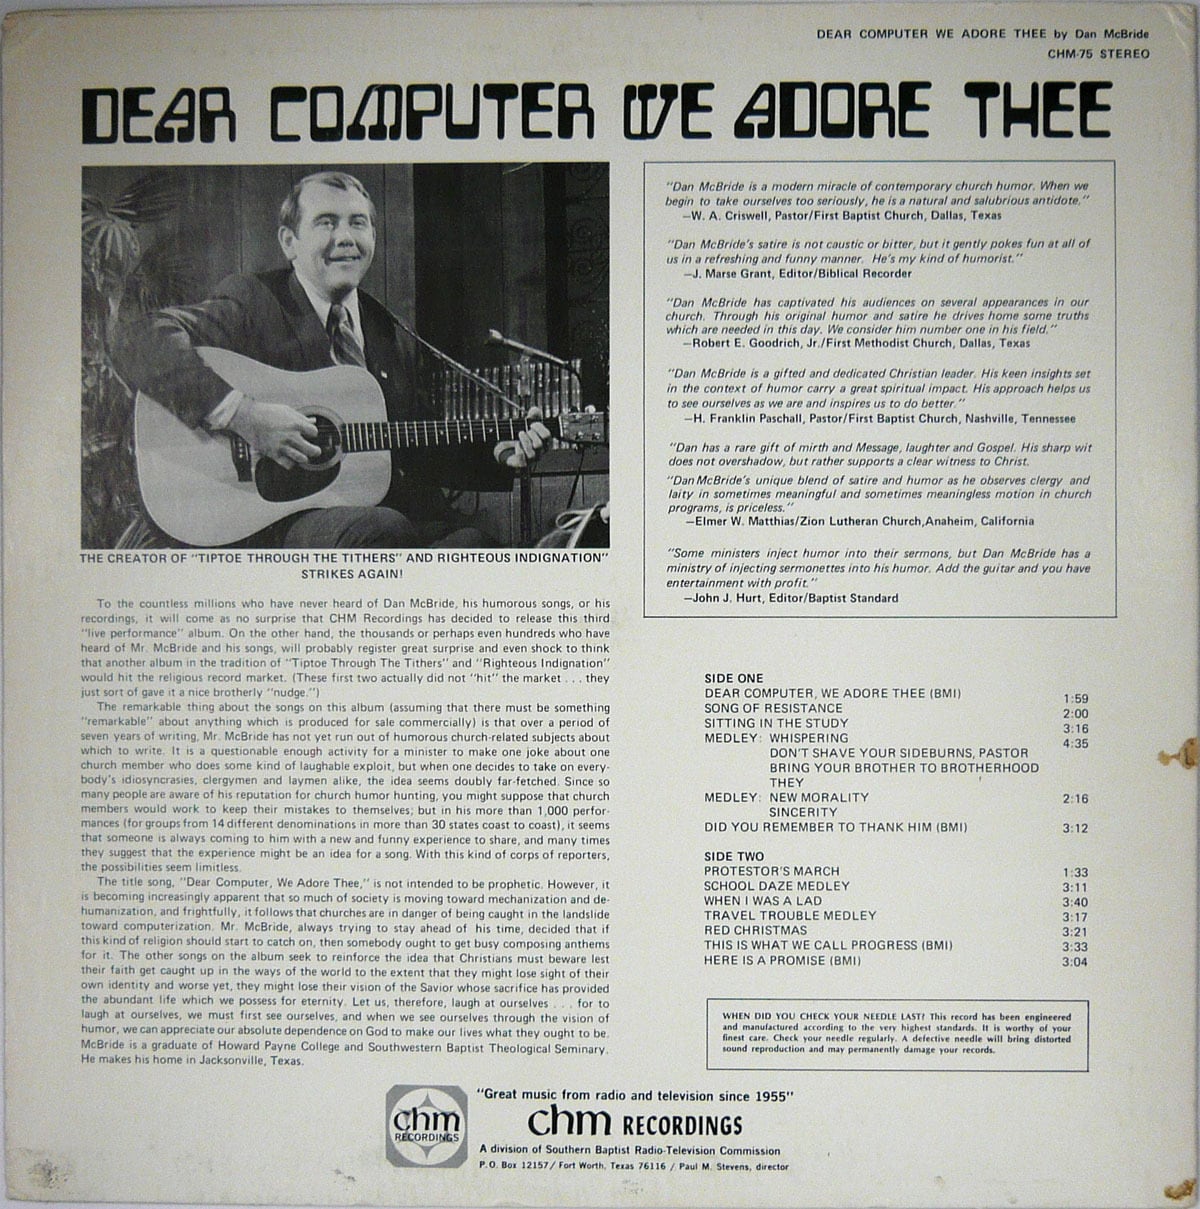 DEAR COMPUTER WE ADORE THEE by Dan McBride
CHM-75 STEREO
DEAR COMPUTER WE ADORE THEE
THE CREATOR OF "TIPTOE THROUGH THE TITHERS" AND RIGHTEOUS INDIGNATION"
STRIKES AGAIN!
To the countless millions who have never heard of Dan McBride, his humorous songs, or his
recordings, it will come as no surprise that CHM Recordings has decided to release this third
"live performance" album. On the other hand, the thousands or perhaps even hundreds who have
heard of Mr. McBride and his songs, will probably register great surprise and even shock to think
that another album in the tradition of "Tiptoe Through The Tithers" and "Righteous Indignation"
would hit the religious record market. (These first two actually did not "hit" the market . . . they
just sort of gave it a nice brotherly "nudge.")
The remarkable thing about the songs on this album (assuming that there must be something
"remarkable" about anything which is produced for sale commercially) is that over a period of
seven years of writing, Mr. McBride has not yet run out of humorous church-related subjects about
which to write. It is a questionable enough activity for a minister to make one joke about one
church member who does some kind of laughable exploit, but when one decides to take on every-
body's idiosyncrasies, clergymen and laymen alike, the idea seems doubly far-fetched. Since so
many people are aware of his reputation for church humor hunting, you might suppose that church
members would work to keep their mistakes to themselves; but in his more than 1,000 perfor-
mances (for groups from 14 different denominations in more than 30 states coast to coast), it seems
that someone is always coming to him with a new and funny experience to share, and many times
they suggest that the experience might be an idea for a song. With this kind of corps of reporters,
the possibilities seem limitless.
The title song, "Dear Computer, We Adore Thee," is not intended to be prophetic. However, it
is becoming increasingly apparent that so much of society is moving toward mechanization and de-
humanization, and frightfully, it follows that churches are in danger of being caught in the landslide
toward computerization. Mr. McBride, always trying to stay ahead of his time, decided that if
this kind of religion should start to catch on, then somebody ought to get busy composing anthems
for it. The other songs on the album seek to reinforce the idea that Christians must beware lest
their faith get caught up in the ways of the world to the extent that they might lose sight of their
own identity and worse yet, they might lose their vision of the Savior whose sacrifice has provided
the abundant life which we possess for eternity. Let us, therefore, laugh at ourselves . . . for to
laugh at ourselves, we must first see ourselves, and when we see ourselves through the vision of
humor, we can appreciate our absolute dependence on God to make our lives what they ought to be.
McBride is a graduate of Howard Payne College and Southwestern Baptist Theological Seminary.
He makes his home in Jacksonville, Texas.
"Dan McBride is a modern miracle of contemporary church humor. When we
begin to take ourselves too seriously, he is a natural and salubrious antidote."
—W. A. Criswell, Pastor/First Baptist Church, Dallas, Texas
"Dan McBride's satire is not caustic or bitter, but it gently pokes fun at all of
us in a refreshing and funny manner. He's my kind of humorist."
—J. Marse Grant, Editor/Biblical Recorder
"Dan McBride has captivated his audiences on several appearances in our
church. Through his original humor and satire he drives home some truths
which are needed in this day. We consider him number one in his field."
—Robert E. Goodrich, Jr./First Methodist Church, Dallas, Texas
"Dan McBride is a gifted and dedicated Christian leader. His keen insights set
in the context of humor carry a great spiritual impact. His approach helps us
to see ourselves as we are and inspires us to do better."
—H. Franklin Paschall, Pastor/First Baptist Church, Nashville, Tennessee
"Dan has a rare gift of mirth and Message, laughter and Gospel. His sharp wit
does not overshadow, but rather supports a clear witness to Christ.
"Dan McBride's unique blend of satire and humor as he observes clergy and
laity in sometimes meaningful and sometimes meaningless motion in church
programs, is priceless."
—Elmer W. Matthias/Zion Lutheran Church,Anaheim, California
"Some ministers inject humor into their sermons, but Dan McBride has a
ministry of injecting sermonettes into his humor. Add the guitar and you have
entertainment with profit."
—John J. Hurt, Editor/Baptist Standard
SIDE ONE
DEAR COMPUTER, WE ADORE THEE (BMI) 1:59
SONG OF RESISTANCE 2:00
SITTING IN THE STUDY 3:16
MEDLEY: WHISPERING 4:35
DON'T SHAVE YOUR SIDEBURNS, PASTOR
BRING YOUR BROTHER TO BROTHERHOOD
THEY
MEDLEY: NEW MORALITY 2:16
SINCERITY
DID YOU REMEMBER TO THANK HIM (BMI) 3:12
SIDE TWO
PROTESTOR'S MARCH 1:33
SCHOOL DAZE MEDLEY 3:11
WHEN I WAS A LAD 3:40
TRAVEL TROUBLE MEDLEY 3:17
RED CHRISTMAS 3:21
THIS IS WHAT WE CALL PROGRESS (BMI) 3:33
HERE IS A PROMISE (BMI) 3:04
WHEN DID YOU CHECK YOUR NEEDLE LAST? This record has been engineered
and manufactured according to the very highest standards. It is worthy of your
finest care. Check your needle regularly. A defective needle will bring distorted
sound reproduction and may permanently damage your records.
chm
RECORDINGS
"Great music from radio and television since 1955"
chm RECORDINGS
A division of Southern Baptist Radio-Television Commission
P.O. Box 12157/ Fort Worth, Texas 76116 / Paul M. Stevens, director